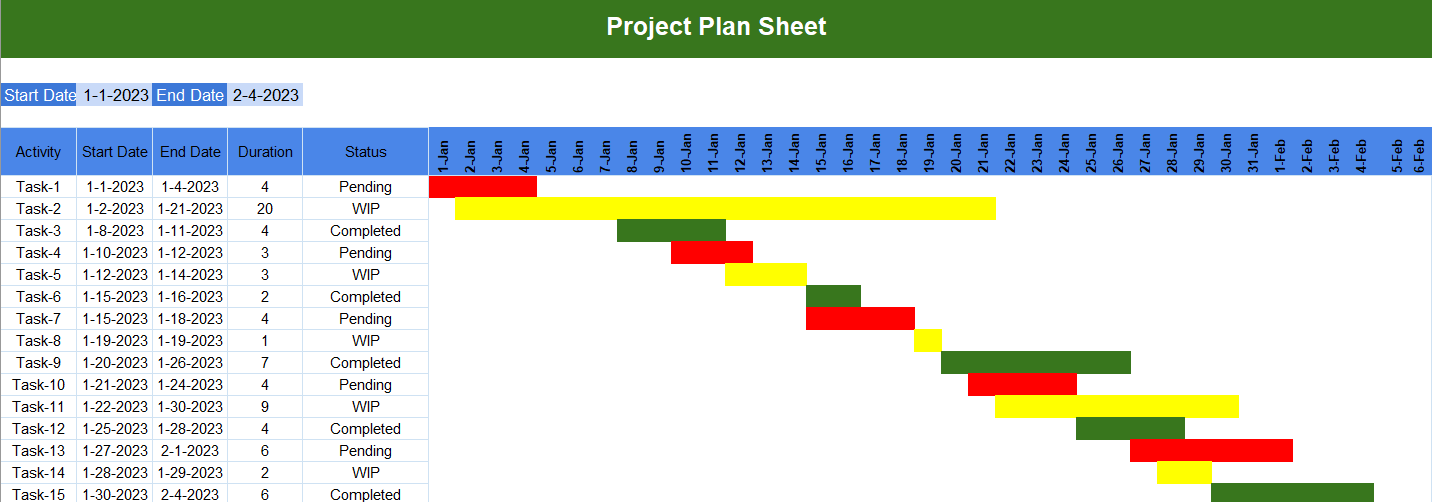 Project Plan Sheet
Start Date 1-1-2023 End Date 2-4-2023
Activity Start Date End Date Duration Status 1-Jan 2-Jan 3-Jan 4-Jan 5-Jan 6-Jan 7-Jan 8-Jan 9-Jan 10-Jan 11-Jan 12-Jan 13-Jan 14-Jan 15-Jan 16-Jan 17-Jan 18-Jan 19-Jan 20-Jan 21-Jan 22-Jan 23-Jan 24-Jan 25-Jan 26-Jan 27-Jan 28-Jan 29-Jan 30-Jan 31-Jan 1-Feb 2-Feb 3-Feb 4-Feb 5-Feb 6-Feb
Task-1 1-1-2023 1-4-2023 4 Pending
Task-2 1-2-2023 1-21-2023 20 WIP
Task-3 1-8-2023 1-11-2023 4 Completed
Task-4 1-10-2023 1-12-2023 3 Pending
Task-5 1-12-2023 1-14-2023 3 WIP
Task-6 1-15-2023 1-16-2023 2 Completed
Task-7 1-15-2023 1-18-2023 4 Pending
Task-8 1-19-2023 1-19-2023 1 WIP
Task-9 1-20-2023 1-26-2023 7 Completed
Task-10 1-21-2023 1-24-2023 4 Pending
Task-11 1-22-2023 1-30-2023 9 WIP
Task-12 1-25-2023 1-28-2023 4 Completed
Task-13 1-27-2023 2-1-2023 6 Pending
Task-14 1-28-2023 1-29-2023 2 WIP
Task-15 1-30-2023 2-4-2023 6 Completed